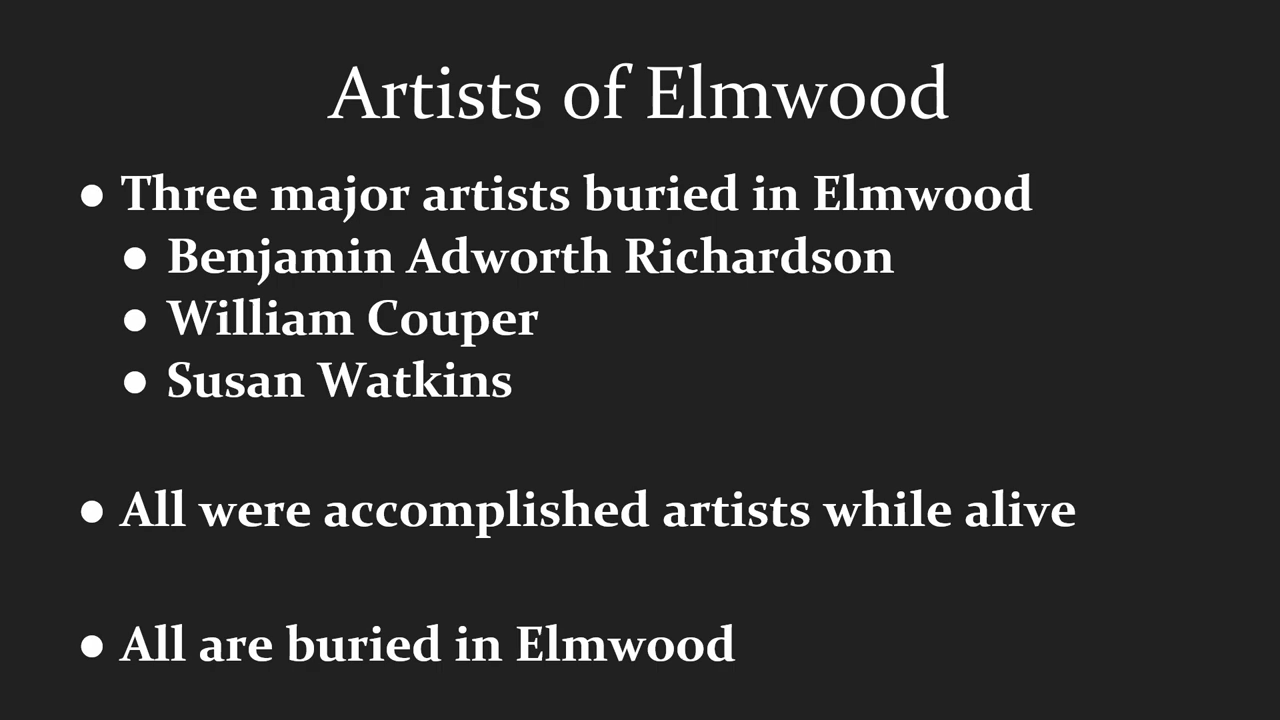 Artists of Elmwood
● Three major artists buried in Elmwood
● Benjamin Adworth Richardson
● William Couper
● Susan Watkins
● All were accomplished artists while alive
● All are buried in Elmwood